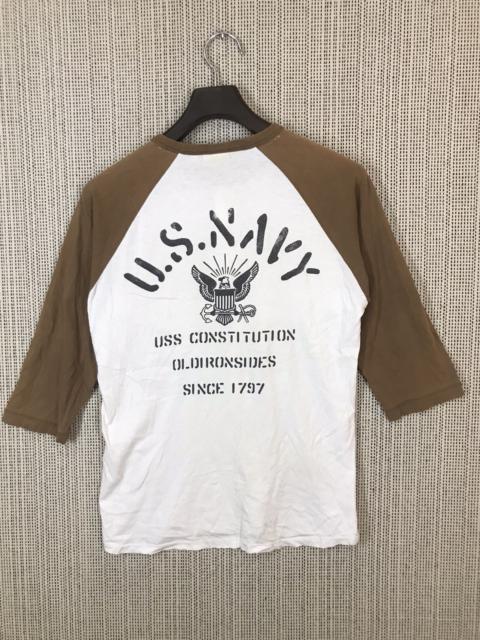 U.S.NAVY
USS CONSTITUTION
OLDIRONSIDES
SINCE 1797